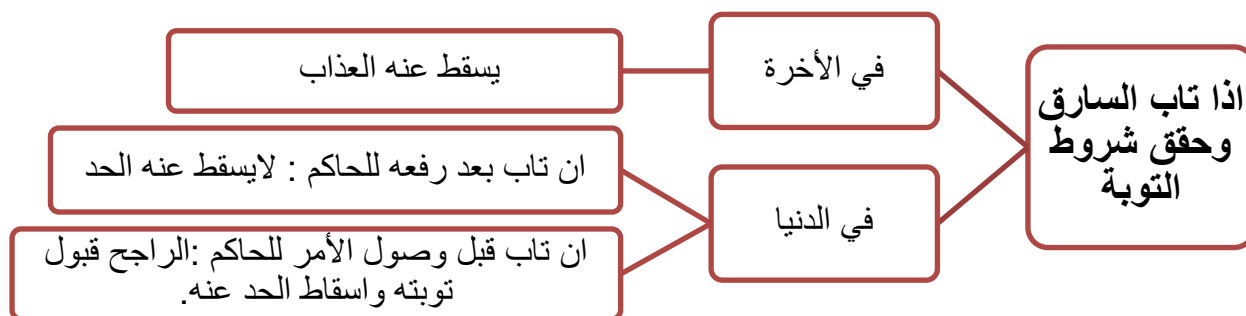 اذا تاب السارق
وحقق شروط
التوبة
في الأخرة
يسقط عنه العذاب
في الدنيا
ان تاب بعد رفعه للحاكم : لايسقط عنه الحد
ان تاب قبل وصول الأمر للحاكم :الراجح قبول
توبته واسقاط الحد عنه.